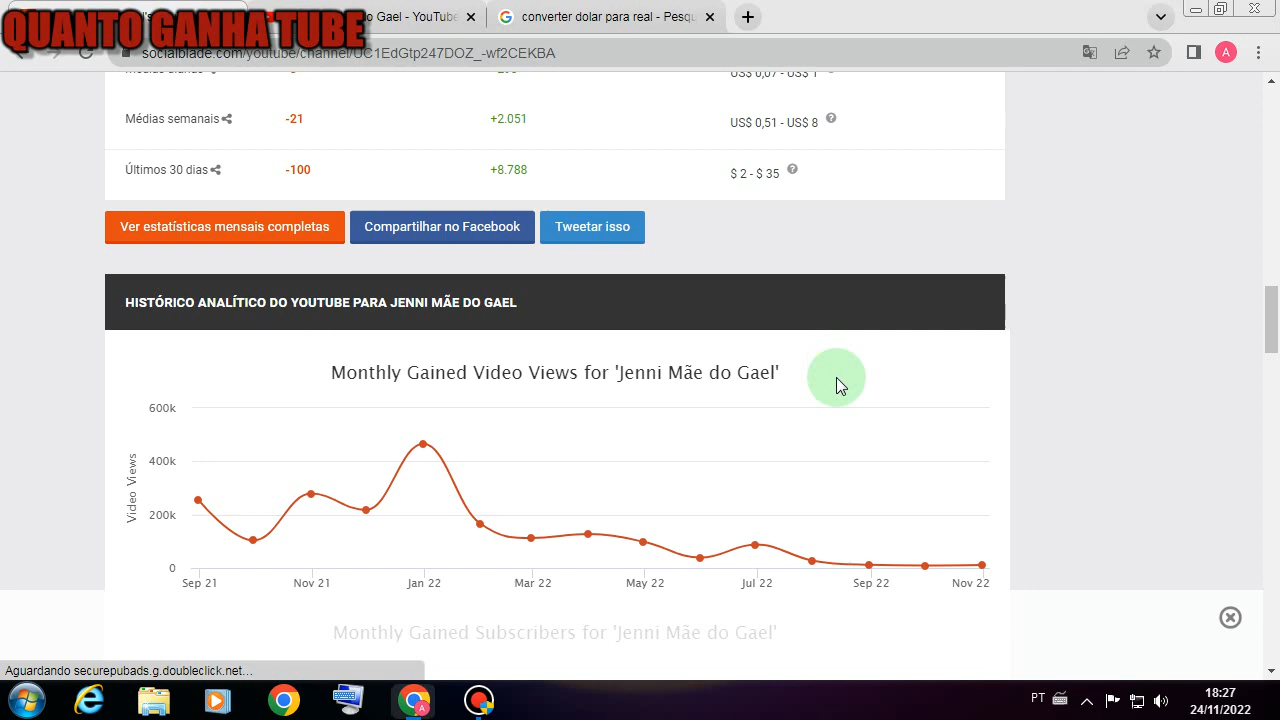 QUANTO GANHA TUBE
Gael - YouTube
converter dolar para real - Pesqu
socialblade.com/youtube/channel/UC1EdGtp247DOZ_-wf2CEKBA
Médias semanais
-21
+2.051
US$ 0,51 - US$ 8
Últimos 30 dias
-100
+8.788
$ 2 - $ 35
Ver estatísticas mensais completas
Compartilhar no Facebook
Tweetar isso
HISTÓRICO ANALÍTICO DO YOUTUBE PARA JENNI MÃE DO GAEL
Monthly Gained Video Views for 'Jenni Mãe do Gael'
600k
400k
200k
0
Video Views
Sep 21
Nov 21
Jan 22
Mar 22
May 22
Jul 22
Sep 22
Nov 22
Monthly Gained Subscribers for 'Jenni Mãe do Gael'
Aguardando securepubads.g.doubleclick.net...
PT
18:27
24/11/2022
A